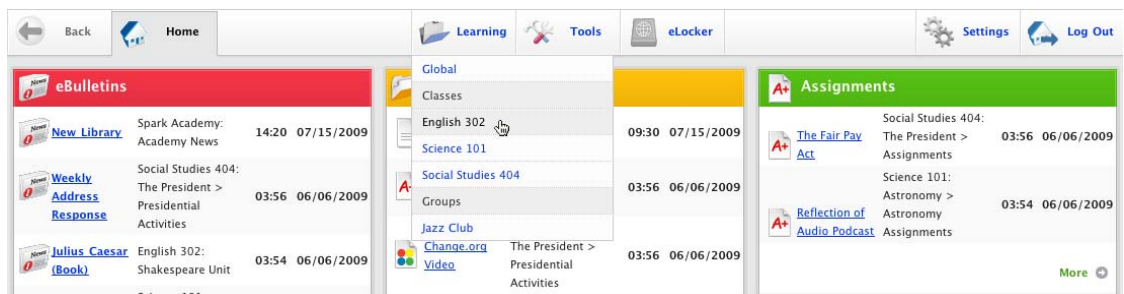 Back
Home
Learning
Tools
eLocker
Settings
Log Out
eBulletins
New Library
Spark Academy:
Academy News
14:20 07/15/2009
Weekly
Address
Response
Social Studies 404:
The President >
Presidential
Activities
03:56 06/06/2009
Julius Caesar
(Book)
English 302:
Shakespeare Unit
03:54 06/06/2009
Global
Classes
English 302
Science 101
Social Studies 404
Groups
Jazz Club
09:30 07/15/2009
03:56 06/06/2009
Change.org
Video
The President >
Presidential
Activities
03:56 06/06/2009
Assignments
The Fair Pay
Act
Social Studies 404:
The President >
Assignments
03:56 06/06/2009
Reflection of
Audio Podcast
Science 101:
Astronomy >
Astronomy
Assignments
03:54 06/06/2009
More